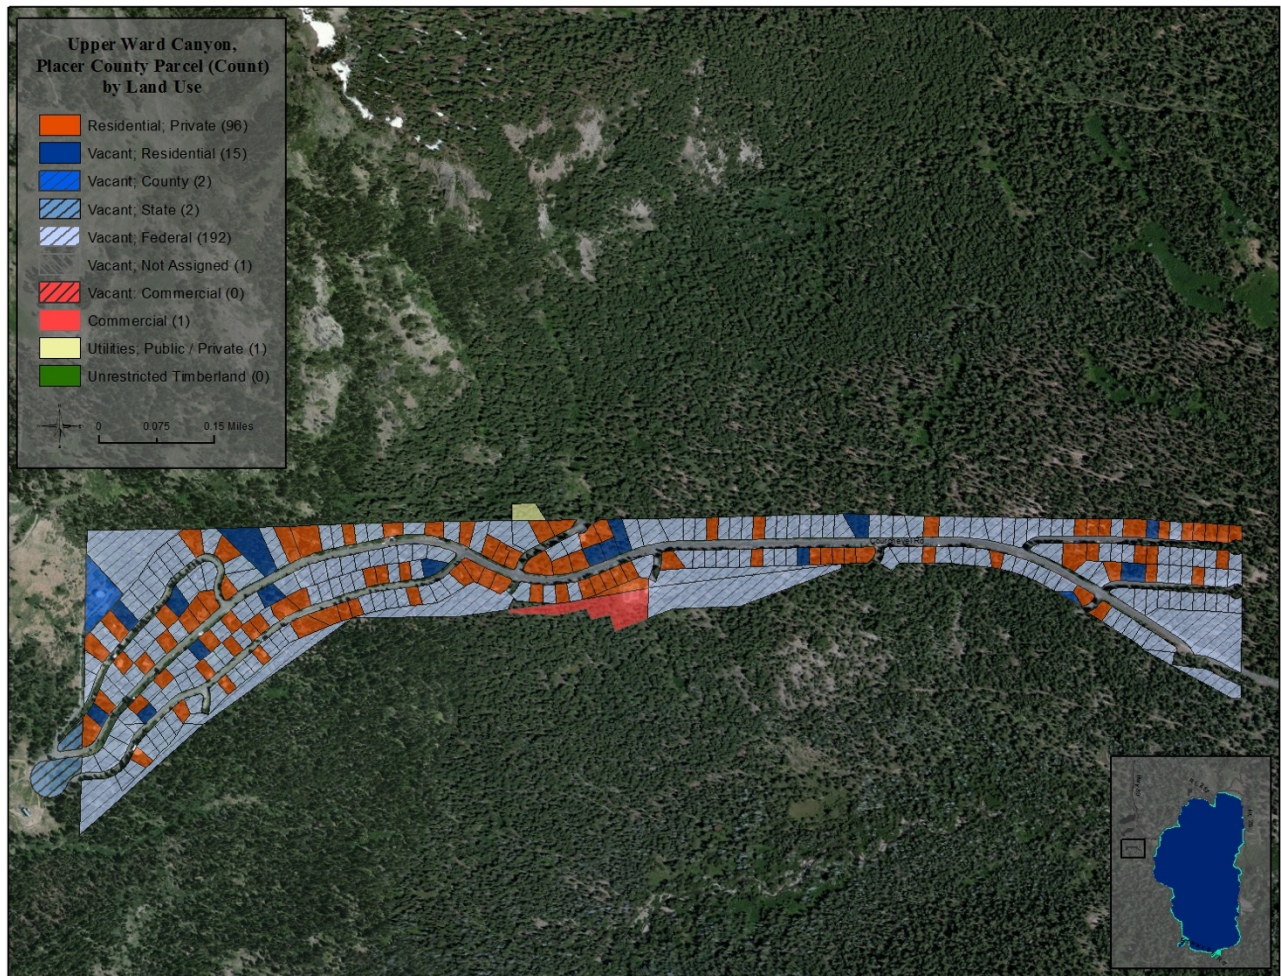 Upper Ward Canyon,
Placer County Parcel (Count)
by Land Use
Residential; Private (96)
Vacant; Residential (15)
Vacant; County (2)
Vacant; State (2)
Vacant; Federal (192)
Vacant; Not Assigned (1)
Vacant; Commercial (0)
Commercial (1)
Utilities; Public / Private (1)
Unrestricted Timberland (0)
0 0.075 0.15 Miles